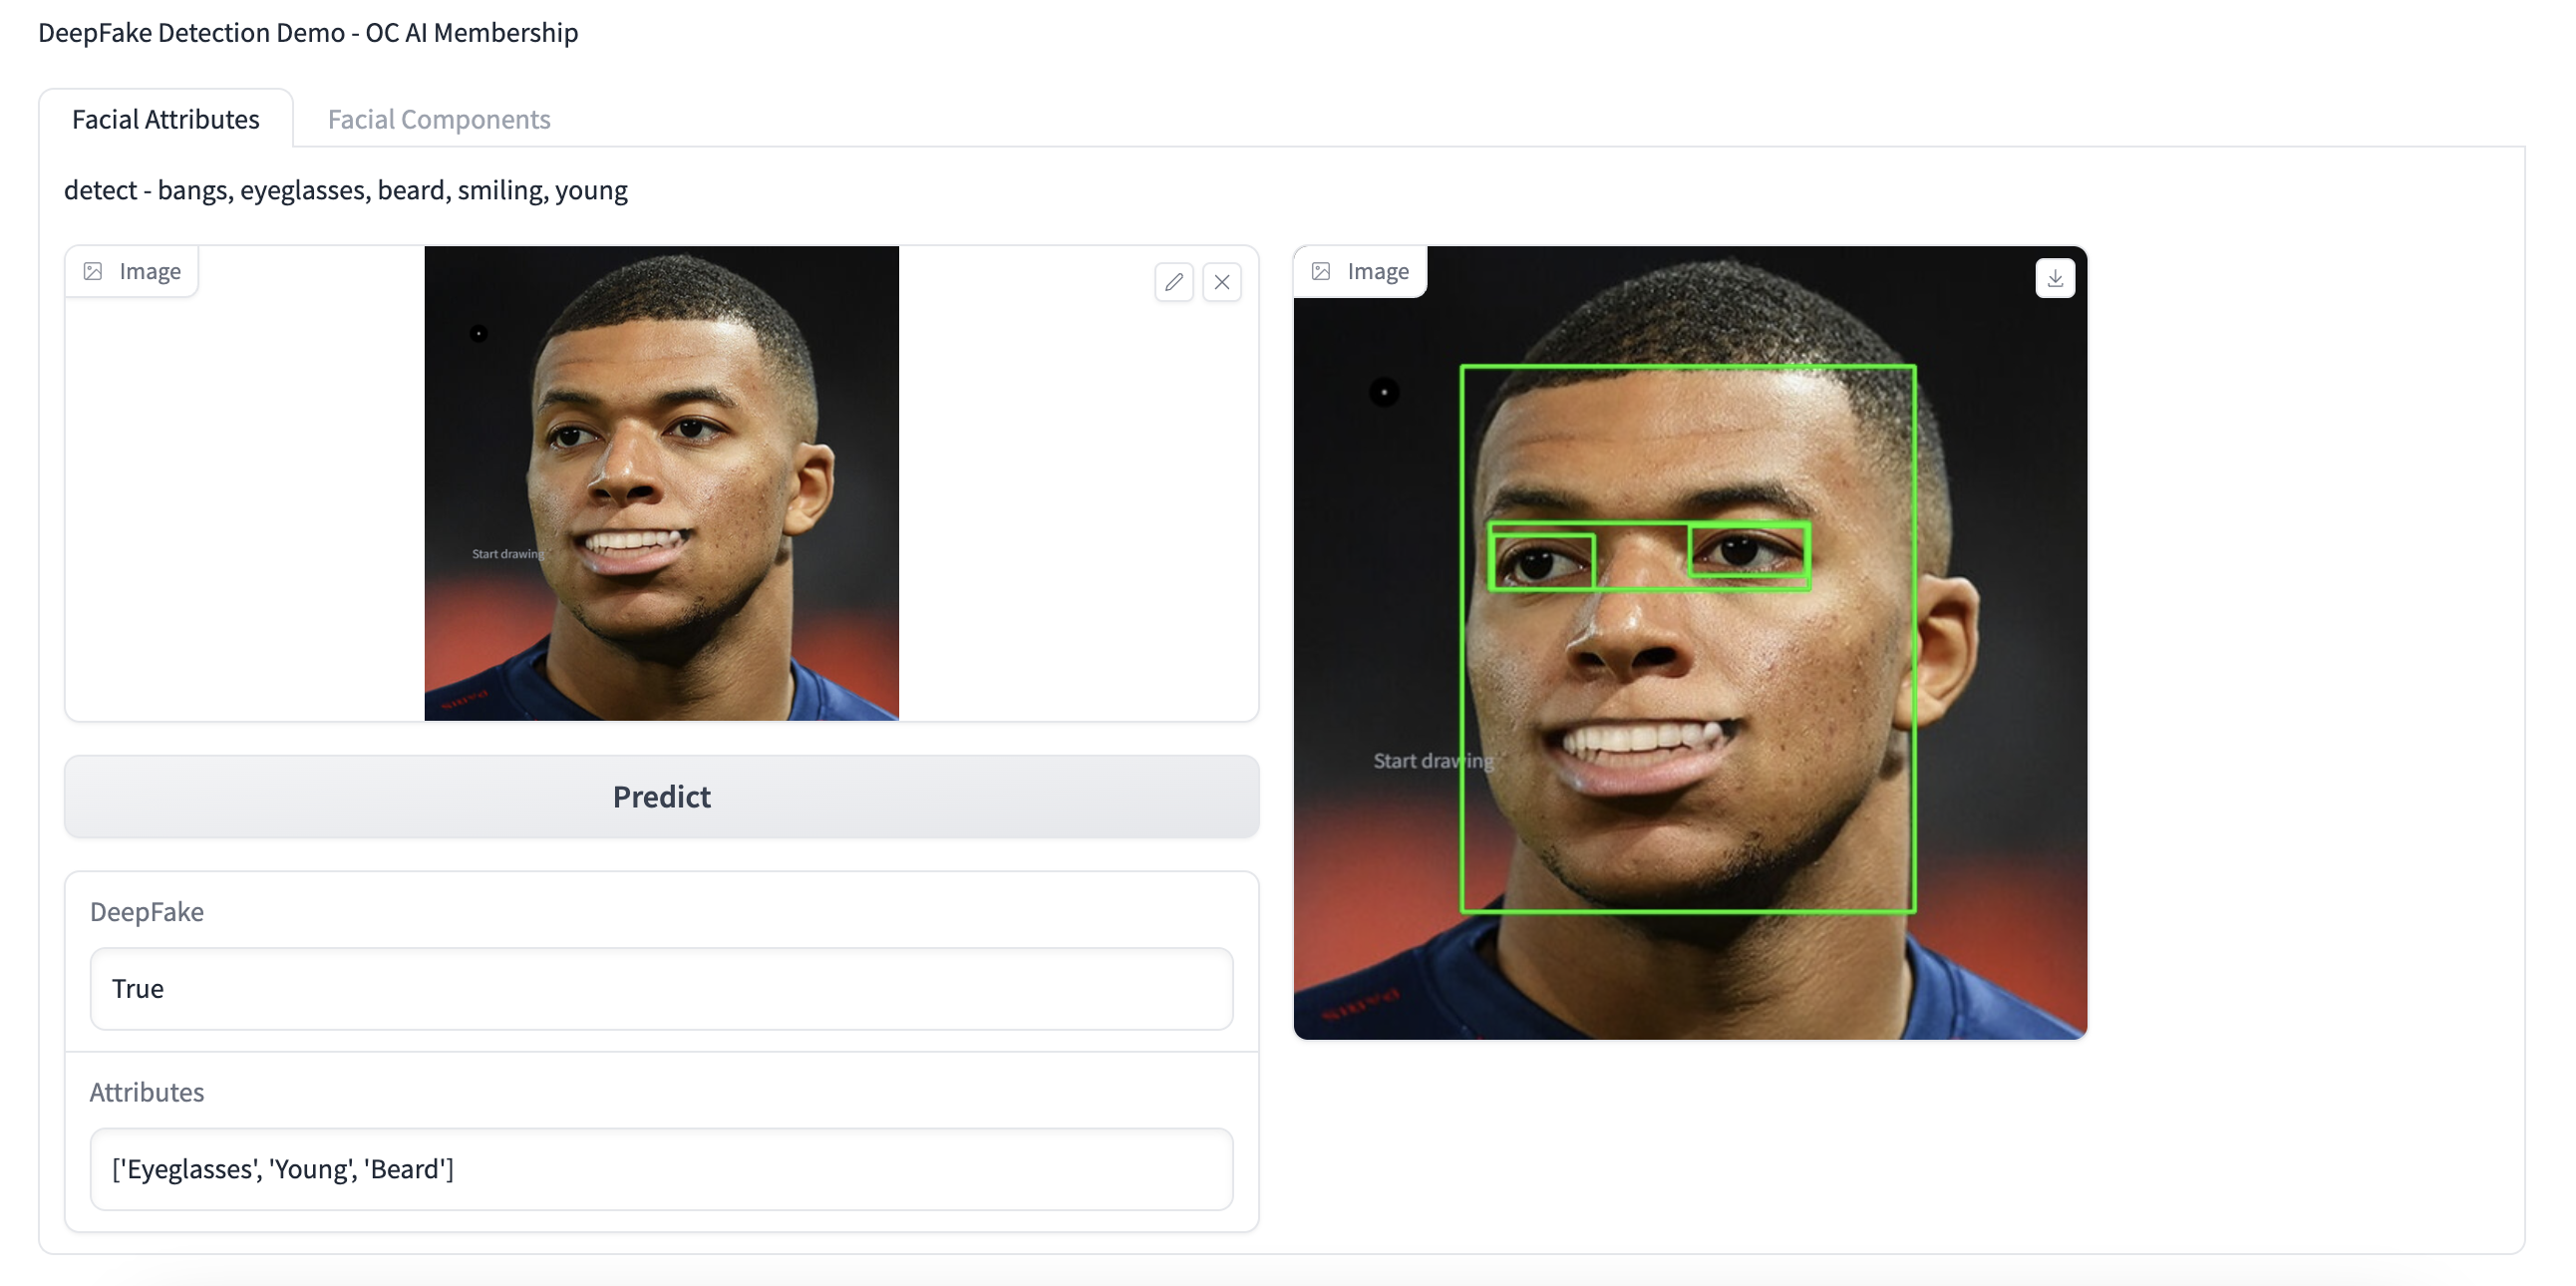 DeepFake Detection Demo - OC AI Membership
Facial Attributes
Facial Components
detect - bangs, eyeglasses, beard, smiling, young
Image
Start drawing
Predict
DeepFake
True
Attributes
['Eyeglasses', 'Young', 'Beard']
Image
Start drawing